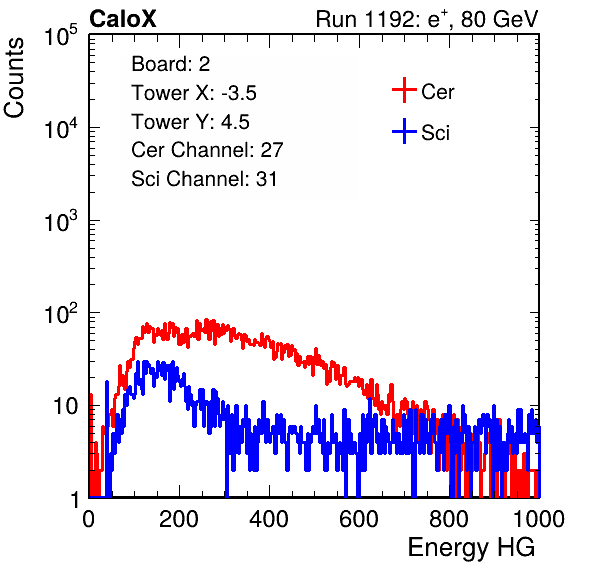 CaloX Run 1192: e⁺, 80 GeV
Counts
Board: 2
Tower X: -3.5
Tower Y: 4.5
Cer Channel: 27
Sci Channel: 31
Cer
Sci
10⁵
10⁴
10³
10²
10
1
0 200 400 600 800 1000
Energy HG